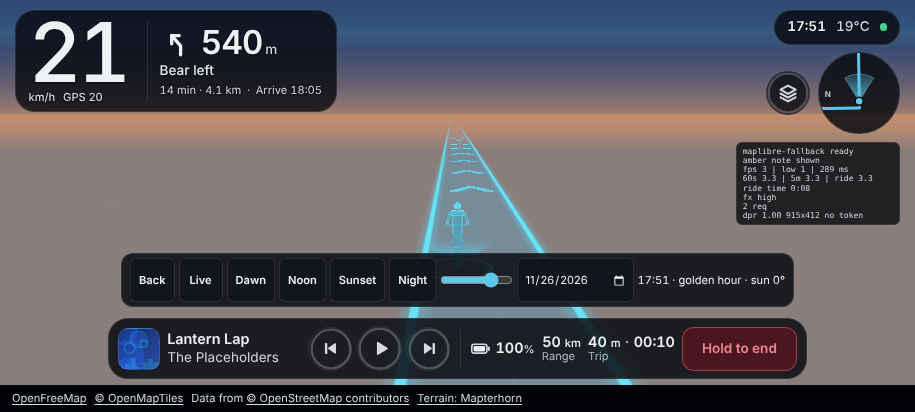 21
km/h GPS 20
540 m
Bear left
14 min · 4.1 km · Arrive 18:05
17:51 19°C
N
maplibre-fallback ready
amber note shown
fps 3 | low 1 | 289 ms
60s 3.3 | 5m 3.3 | ride 3.3
ride time 0:08
fx high
2 req
dpr 1.00 915x412 no token
Back Live Dawn Noon Sunset Night 11/26/2026 17:51 · golden hour · sun 0°
Lantern Lap
The Placeholders
100% 50 km 40 m · 00:10
Range Trip
Hold to end
OpenFreeMap © OpenMapTiles Data from © OpenStreetMap contributors Terrain: Mapterhorn